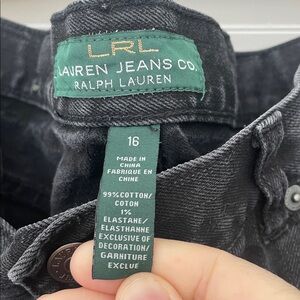 LRL
LAUREN JEANS CO.
RALPH LAUREN
16
MADE IN
CHINA
FABRIQUE EN
CHINE
99% COTTON/
COTON
1%
ELASTANE/
ELASTHANNE
EXCLUSIVE OF
DECORATION/
GARNITURE
EXCLUE